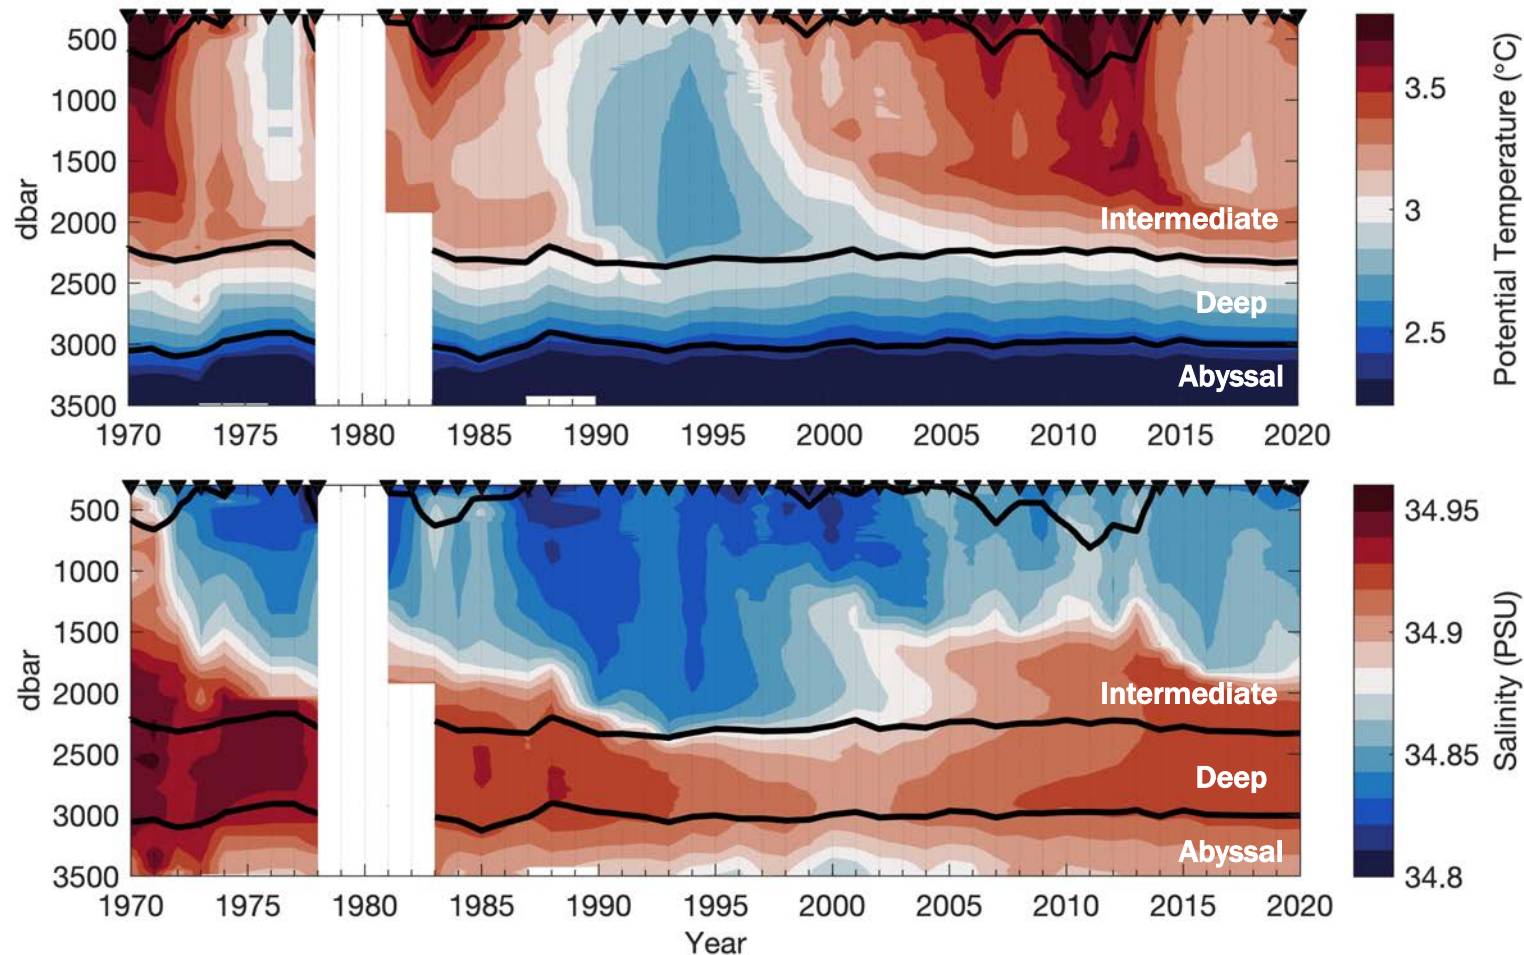 500
1000
1500
2000
2500
3000
3500
dbar
Intermediate
Deep
Abyssal
1970 1975 1980 1985 1990 1995 2000 2005 2010 2015 2020
3.5
3
2.5
Potential Temperature (°C)
500
1000
1500
2000
2500
3000
3500
dbar
Intermediate
Deep
Abyssal
1970 1975 1980 1985 1990 1995 2000 2005 2010 2015 2020
Year
34.95
34.9
34.85
34.8
Salinity (PSU)